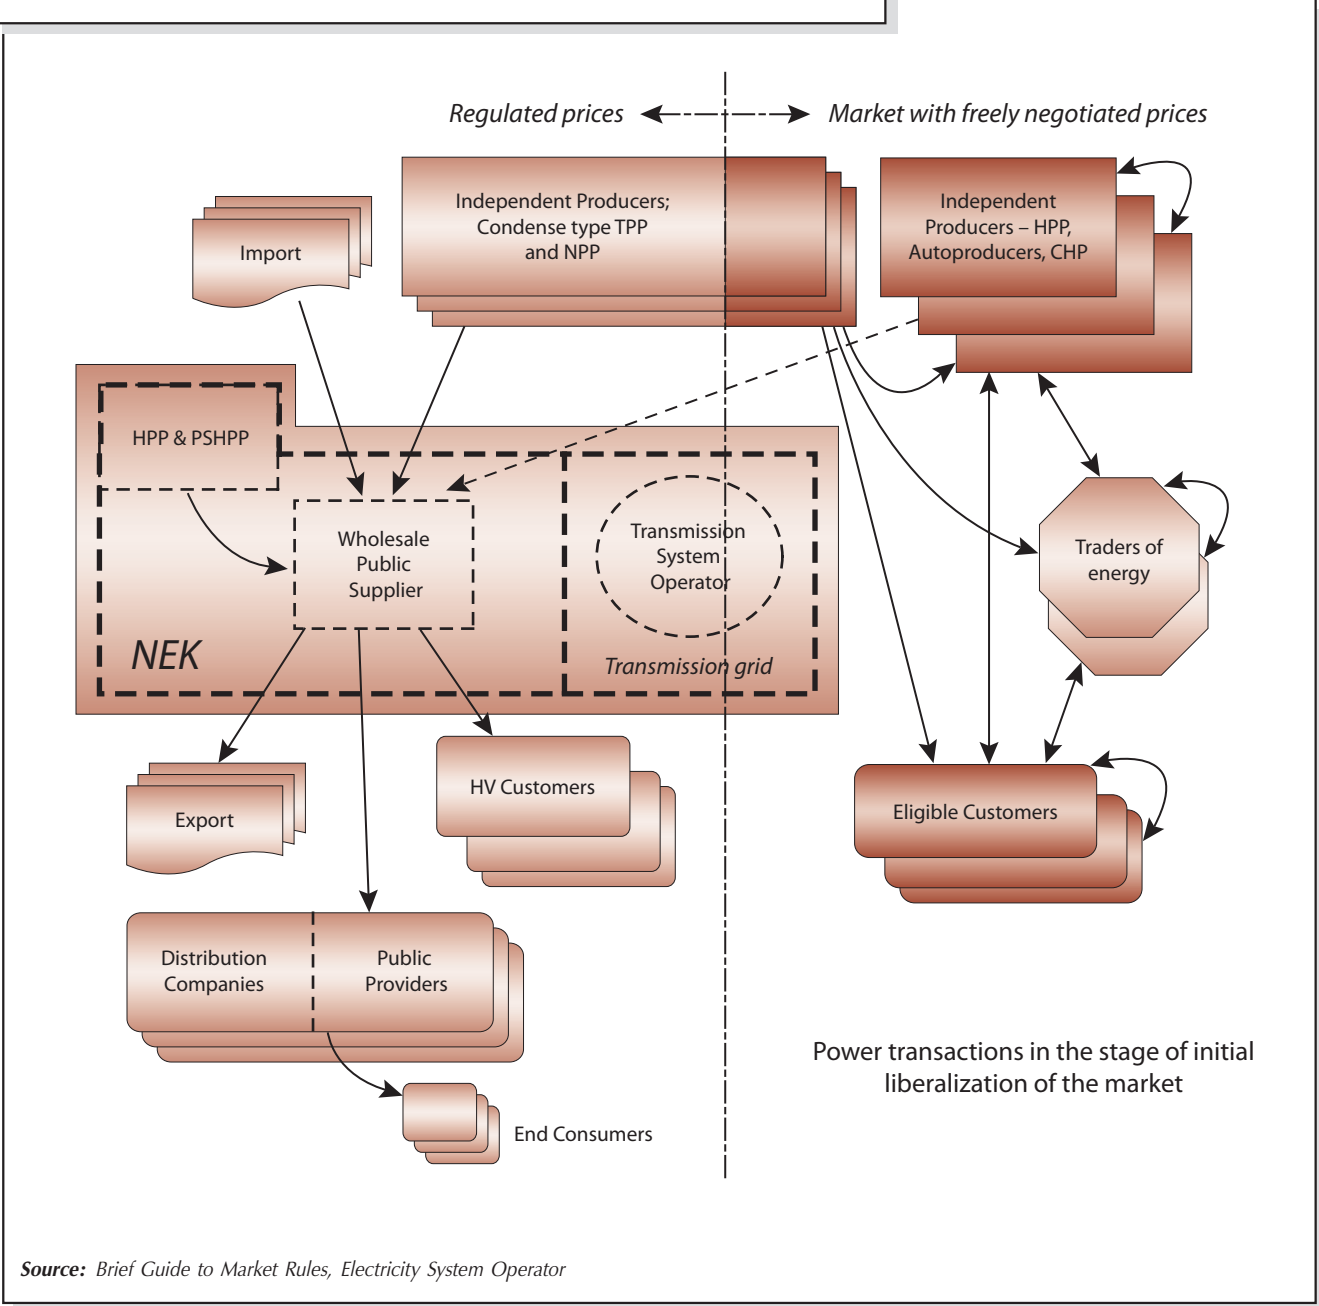 Regulated prices
Market with freely negotiated prices
Independent Producers;
Condense type TPP
and NPP
Independent
Producers – HPP,
Autoproducers, CHP
Import
HPP & PSHPP
Wholesale
Public
Supplier
Transmission
System
Operator
Traders of
energy
NEK
Transmission grid
HV Customers
Export
Eligible Customers
Distribution
Companies
Public
Providers
Power transactions in the stage of initial
liberalization of the market
End Consumers
Source: Brief Guide to Market Rules, Electricity System Operator